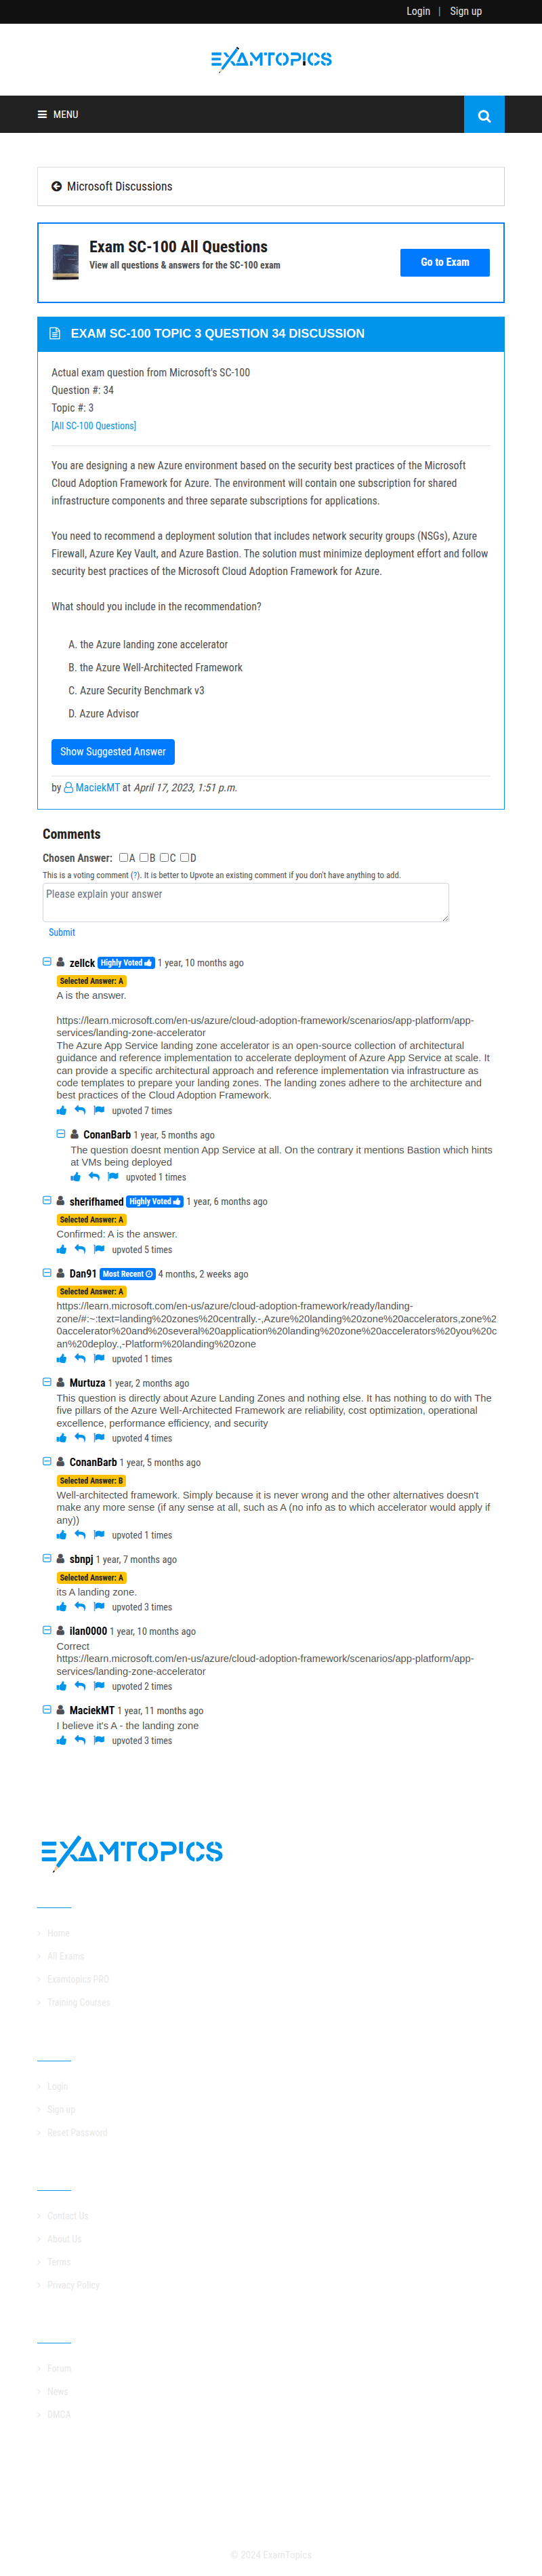 Login | Sign up
EXAMTOPICS
MENU
Microsoft Discussions
Exam SC-100 All Questions
View all questions & answers for the SC-100 exam
Go to Exam
EXAM SC-100 TOPIC 3 QUESTION 34 DISCUSSION
Actual exam question from Microsoft's SC-100
Question #: 34
Topic #: 3
[All SC-100 Questions]
You are designing a new Azure environment based on the security best practices of the Microsoft
Cloud Adoption Framework for Azure. The environment will contain one subscription for shared
infrastructure components and three separate subscriptions for applications.
You need to recommend a deployment solution that includes network security groups (NSGs), Azure
Firewall, Azure Key Vault, and Azure Bastion. The solution must minimize deployment effort and follow
security best practices of the Microsoft Cloud Adoption Framework for Azure.
What should you include in the recommendation?
A. the Azure landing zone accelerator
B. the Azure Well-Architected Framework
C. Azure Security Benchmark v3
D. Azure Advisor
Show Suggested Answer
by MaciekMT at April 17, 2023, 1:51 p.m.
Comments
Chosen Answer: A B C D
This is a voting comment (?). It is better to Upvote an existing comment if you don't have anything to add.
Please explain your answer
Submit
zellck Highly Voted 1 year, 10 months ago
Selected Answer: A
A is the answer.
https://learn.microsoft.com/en-us/azure/cloud-adoption-framework/scenarios/app-platform/app-
services/landing-zone-accelerator
The Azure App Service landing zone accelerator is an open-source collection of architectural
guidance and reference implementation to accelerate deployment of Azure App Service at scale. It
can provide a specific architectural approach and reference implementation via infrastructure as
code templates to prepare your landing zones. The landing zones adhere to the architecture and
best practices of the Cloud Adoption Framework.
upvoted 7 times
ConanBarb 1 year, 5 months ago
The question doesnt mention App Service at all. On the contrary it mentions Bastion which hints
at VMs being deployed
upvoted 1 times
sherifhamed Highly Voted 1 year, 6 months ago
Selected Answer: A
Confirmed: A is the answer.
upvoted 5 times
Dan91 Most Recent 4 months, 2 weeks ago
Selected Answer: A
https://learn.microsoft.com/en-us/azure/cloud-adoption-framework/ready/landing-
zone/#:~:text=landing%20zones%20centrally.-,Azure%20landing%20zone%20accelerators,zone%2
0accelerator%20and%20several%20application%20landing%20zone%20accelerators%20you%20c
an%20deploy.,-Platform%20landing%20zone
upvoted 1 times
Murtuza 1 year, 2 months ago
This question is directly about Azure Landing Zones and nothing else. It has nothing to do with The
five pillars of the Azure Well-Architected Framework are reliability, cost optimization, operational
excellence, performance efficiency, and security
upvoted 4 times
ConanBarb 1 year, 5 months ago
Selected Answer: B
Well-architected framework. Simply because it is never wrong and the other alternatives doesn't
make any more sense (if any sense at all, such as A (no info as to which accelerator would apply if
any))
upvoted 1 times
sbnpj 1 year, 7 months ago
Selected Answer: A
its A landing zone.
upvoted 3 times
ilan0000 1 year, 10 months ago
Correct
https://learn.microsoft.com/en-us/azure/cloud-adoption-framework/scenarios/app-platform/app-
services/landing-zone-accelerator
upvoted 2 times
MaciekMT 1 year, 11 months ago
I believe it's A - the landing zone
upvoted 3 times
EXAMTOPICS
Home
All Exams
Examtopics PRO
Training Courses
Login
Sign up
Reset Password
Contact Us
About Us
Terms
Privacy Policy
Forum
News
DMCA
© 2024 ExamTopics